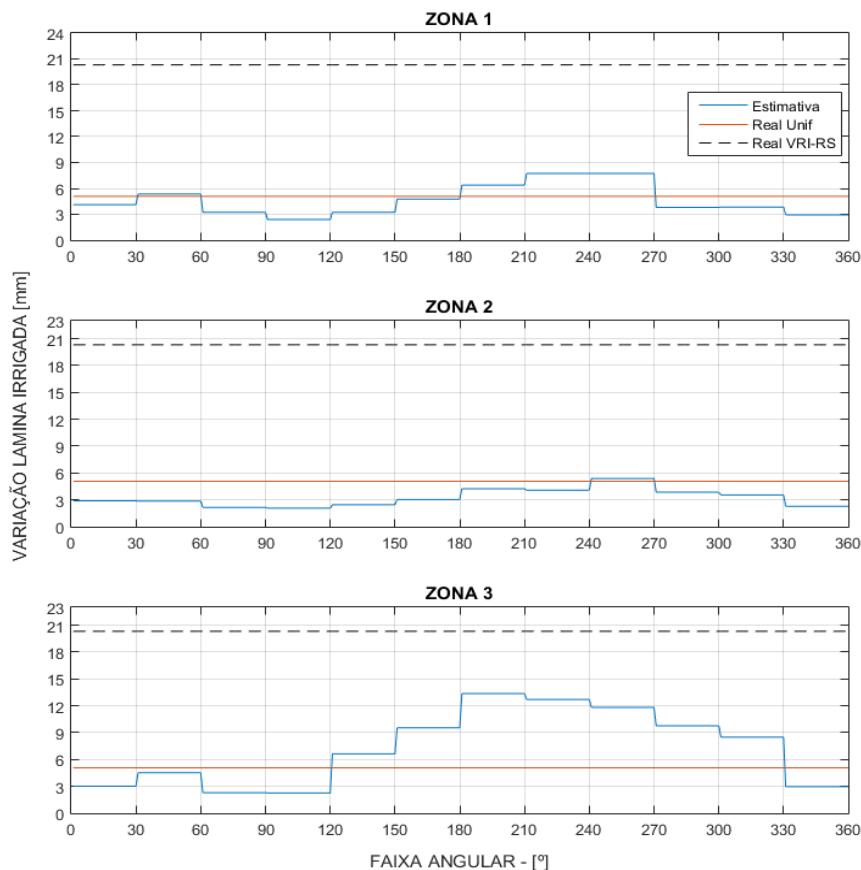 ZONA 1
24
21
18
15
12
9
6
3
0
Estimativa
Real Unif
Real VRI-RS
0 30 60 90 120 150 180 210 240 270 300 330 360
VARIAÇÃO LAMINA IRRIGADA [mm]
ZONA 2
23
21
18
15
12
9
6
3
0
0 30 60 90 120 150 180 210 240 270 300 330 360
ZONA 3
23
21
18
15
12
9
6
3
0
0 30 60 90 120 150 180 210 240 270 300 330 360
FAIXA ANGULAR - [º]